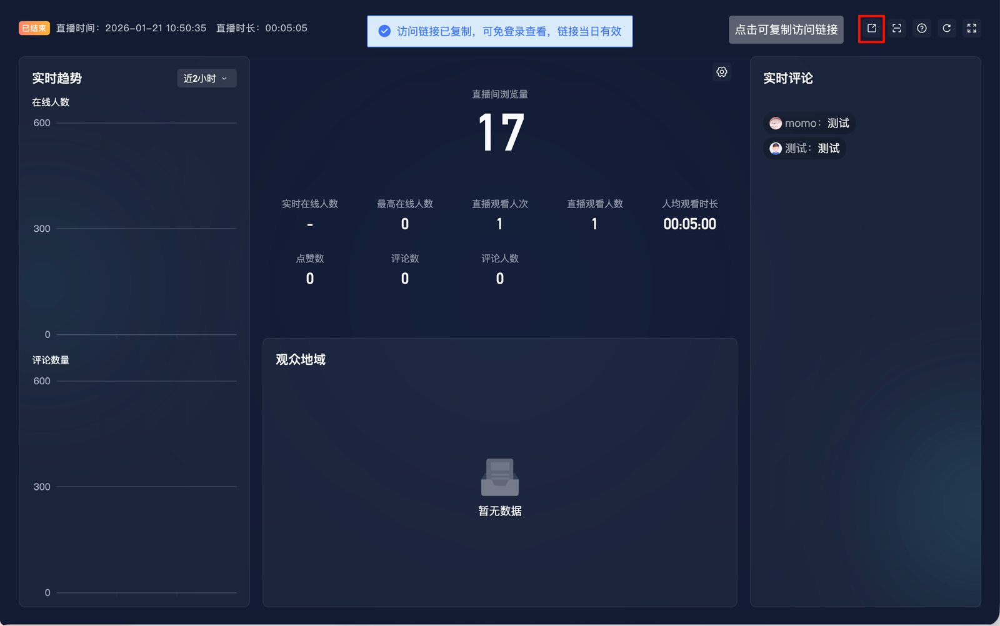 已结束 直播时间：2026-01-21 10:50:35 直播时长：00:05:05
访问链接已复制，可免登录查看，链接当日有效
点击可复制访问链接
实时趋势
近2小时
在线人数
600
300
0
评论数量
600
300
0
直播间浏览量
17
实时在线人数 最高在线人数 直播观看人次 直播观看人数 人均观看时长
- 0 1 1 00:05:00
点赞数 评论数 评论人数
0 0 0
观众地域
暂无数据
实时评论
momo：测试
测试：测试